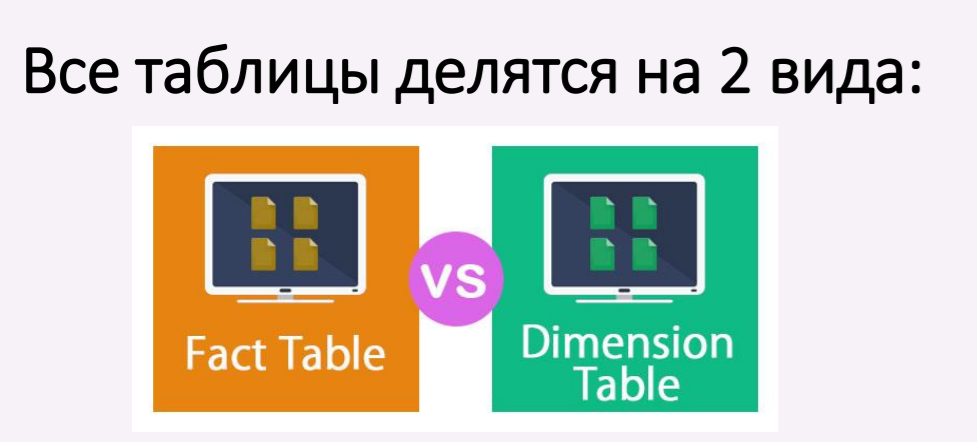 Все таблицы делятся на 2 вида:
Fact Table
VS
Dimension
Table